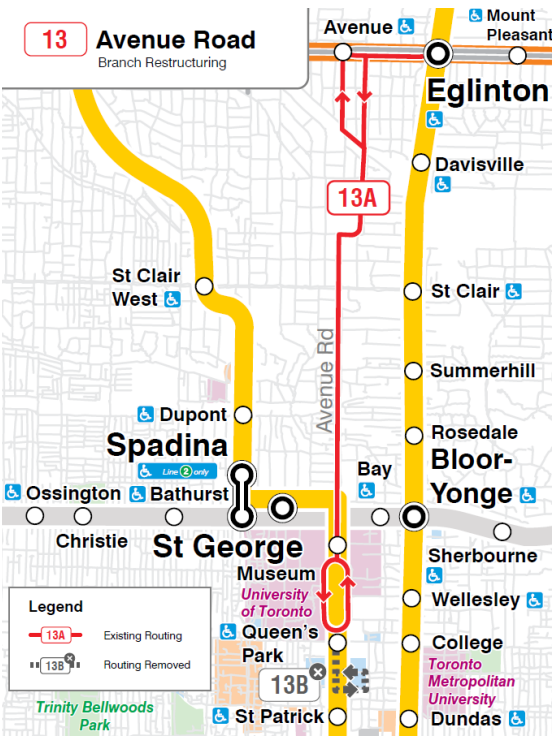 13 Avenue Road
Branch Restructuring
Avenue
Mount
Pleasant
Eglinton
Davisville
13A
St Clair
West
St Clair
Avenue Rd
Summerhill
Dupont
Rosedale
Spadina
Line 2 only
Bay
Bloor-
Yonge
Ossington
Bathurst
Christie
St George
Sherbourne
Museum
University
of Toronto
Wellesley
Legend
13A Existing Routing
13B Routing Removed
Queen's
Park
College
Toronto
Metropolitan
University
13B
Trinity Bellwoods
Park
St Patrick
Dundas